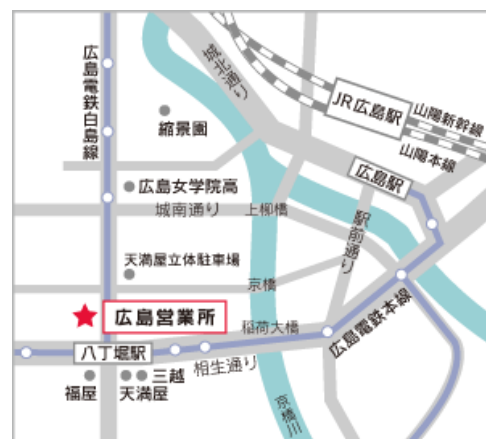 広島電鉄白島線
城北通り
JR広島駅
山陽新幹線
山陽本線
縮景園
広島駅
広島女学院高
城南通り
上柳橋
駅前通り
天満屋立体駐車場
京橋
広島営業所
稲荷大橋
広島電鉄本線
八丁堀駅
相生通り
福屋
天満屋
三越
京橋川